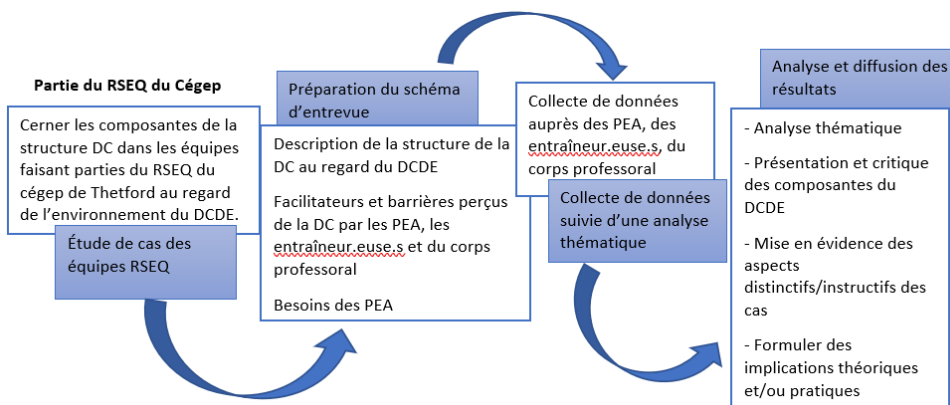 Partie du RSEQ du Cégep
Cerner les composantes de la
structure DC dans les équipes
faisant parties du RSEQ du
cégep de Thetford au regard
de l'environnement du DCDE.
Étude de cas des
équipes RSEQ
Préparation du schéma
d'entrevue
Description de la structure de la
DC au regard du DCDE
Facilitateurs et barrières perçus
de la DC par les PEA, les
entraîneur.euse.s et du corps
professoral
Besoins des PEA
Collecte de données
auprès des PEA, des
entraîneur.euse.s, du
corps professoral
Collecte de données
suivie d'une analyse
thématique
Analyse et diffusion des
résultats
- Analyse thématique
- Présentation et critique
des composantes du
DCDE
- Mise en évidence des
aspects
distinctifs/instructifs des
cas
- Formuler des
implications théoriques
et/ou pratiques